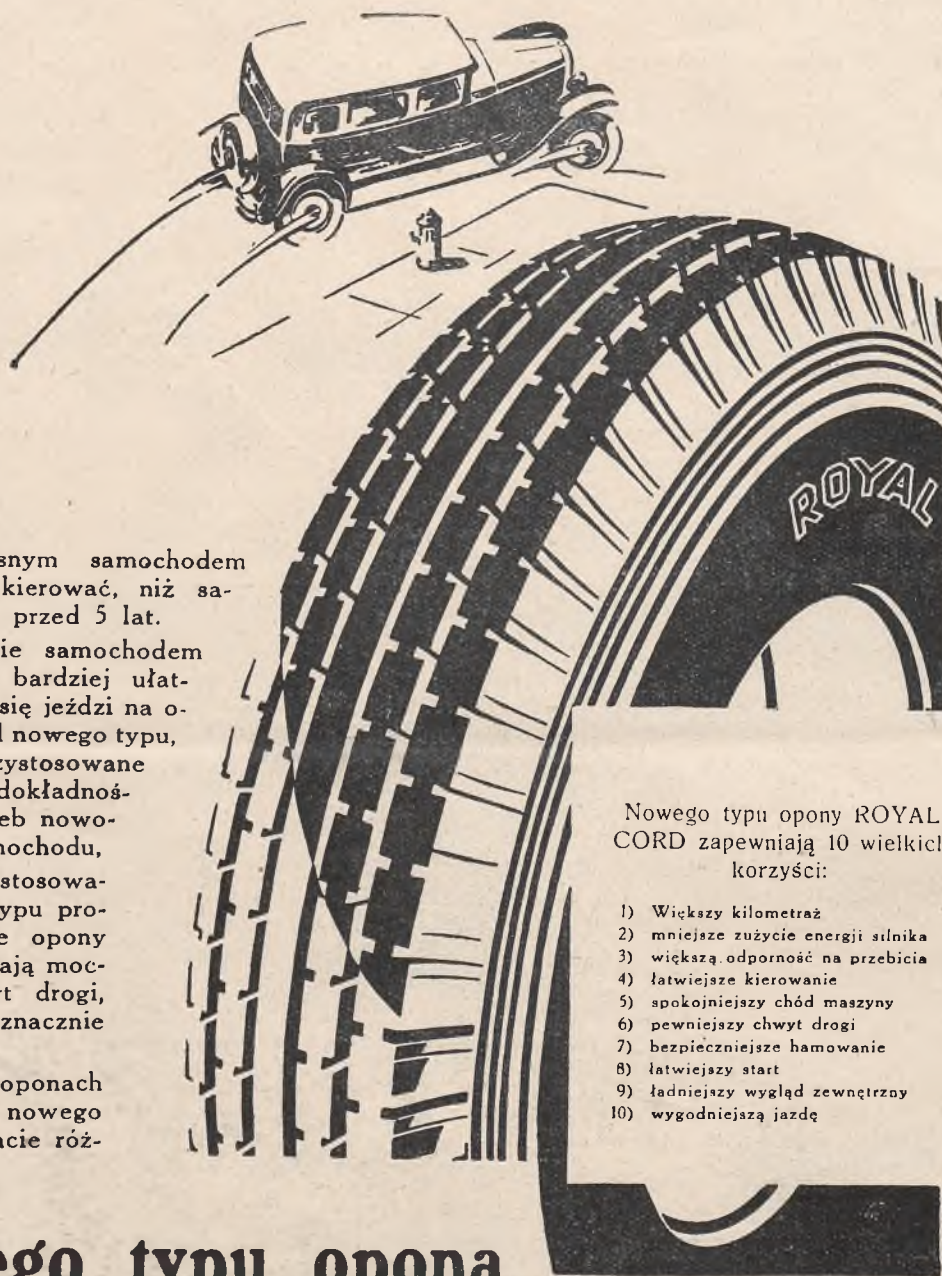 ROYAL
snym samochodem
kierować, niż sa-
przed 5 lat.
ie samochodem
bardziej ułat-
się jeździ na o-
nowego typu,
zystosowane
dokładnoś-
eb nowo-
mochodu,
stosowa-
ypu pro-
e opony
ają moc-
t drogi,
znacznie
oponach
nowego
acie róż-
Nowego typu opony ROYAL
CORD zapewniają 10 wielkich
korzyści:
1) Większy kilometraż
2) mniejsze zużycie energji silnika
3) większą odporność na przebicia
4) łatwiejsze kierowanie
5) spokojniejszy chód maszyny
6) pewniejszy chwyt drogi
7) bezpieczniejsze hamowanie
8) łatwiejszy start
9) ładniejszy wygląd zewnętrzny
10) wygodniejszą jazdę
ego typu opona